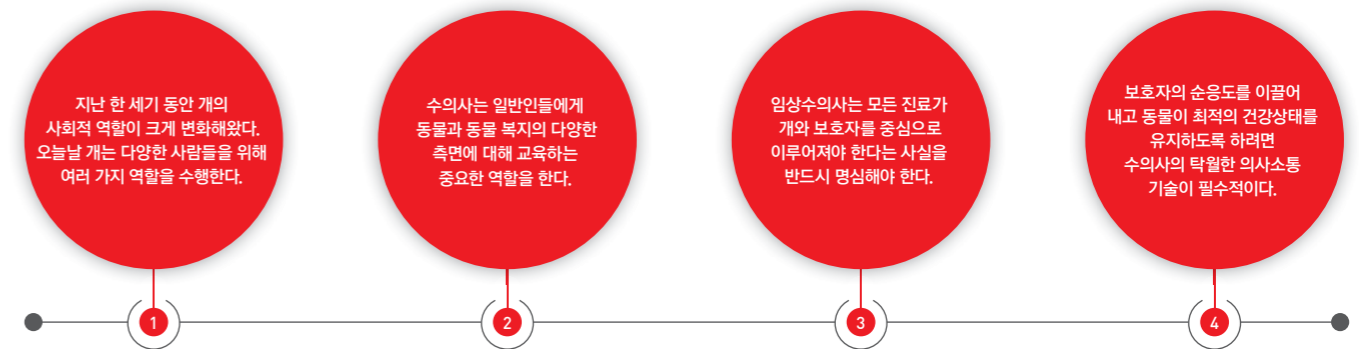 지난 한 세기 동안 개의
사회적 역할이 크게 변화해왔다.
오늘날 개는 다양한 사람들을 위해
여러 가지 역할을 수행한다.
수의사는 일반인들에게
동물과 동물 복지의 다양한
측면에 대해 교육하는
중요한 역할을 한다.
임상수의사는 모든 진료가
개와 보호자를 중심으로
이루어져야 한다는 사실을
반드시 명심해야 한다.
보호자의 순응도를 이끌어
내고 동물이 최적의 건강상태를
유지하도록 하려면
수의사의 탁월한 의사소통
기술이 필수적이다.
1
2
3
4